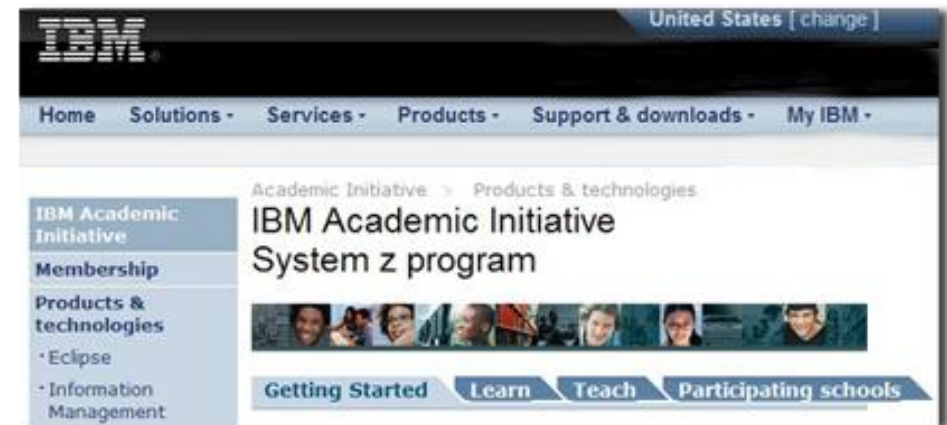 IBM®
United States [ change ]
Home Solutions - Services - Products - Support & downloads - My IBM -
Academic Initiative > Products & technologies
IBM Academic Initiative
System z program
IBM Academic
Initiative
Membership
Products &
technologies
· Eclipse
· Information
Management
Getting Started Learn Teach Participating schools